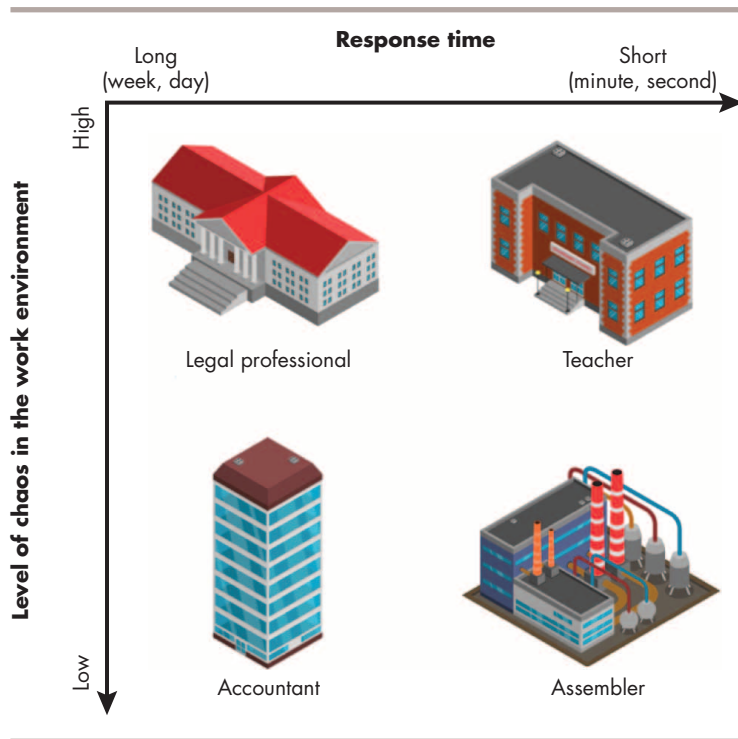 Response time
Long
(week, day)
Short
(minute, second)
High
Level of chaos in the work environment
Legal professional
Teacher
Low
Accountant
Assembler